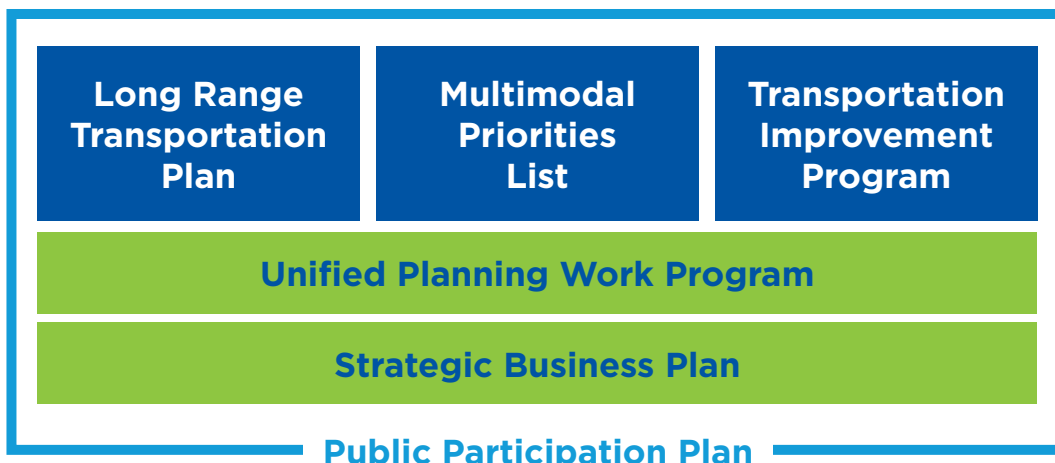 Long Range
Transportation
Plan
Multimodal
Priorities
List
Transportation
Improvement
Program
Unified Planning Work Program
Strategic Business Plan
Public Participation Plan